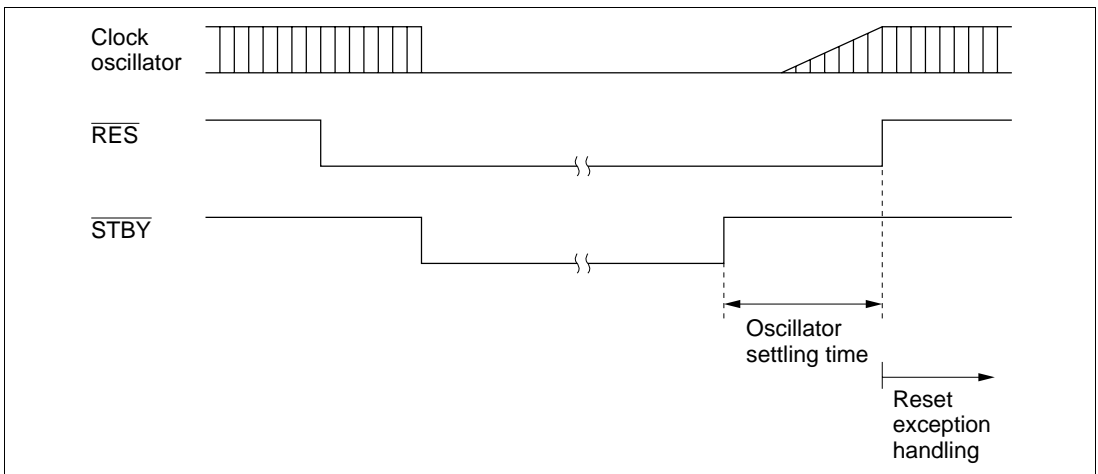 Clock
oscillator
RES
STBY
Oscillator
settling time
Reset
exception
handling